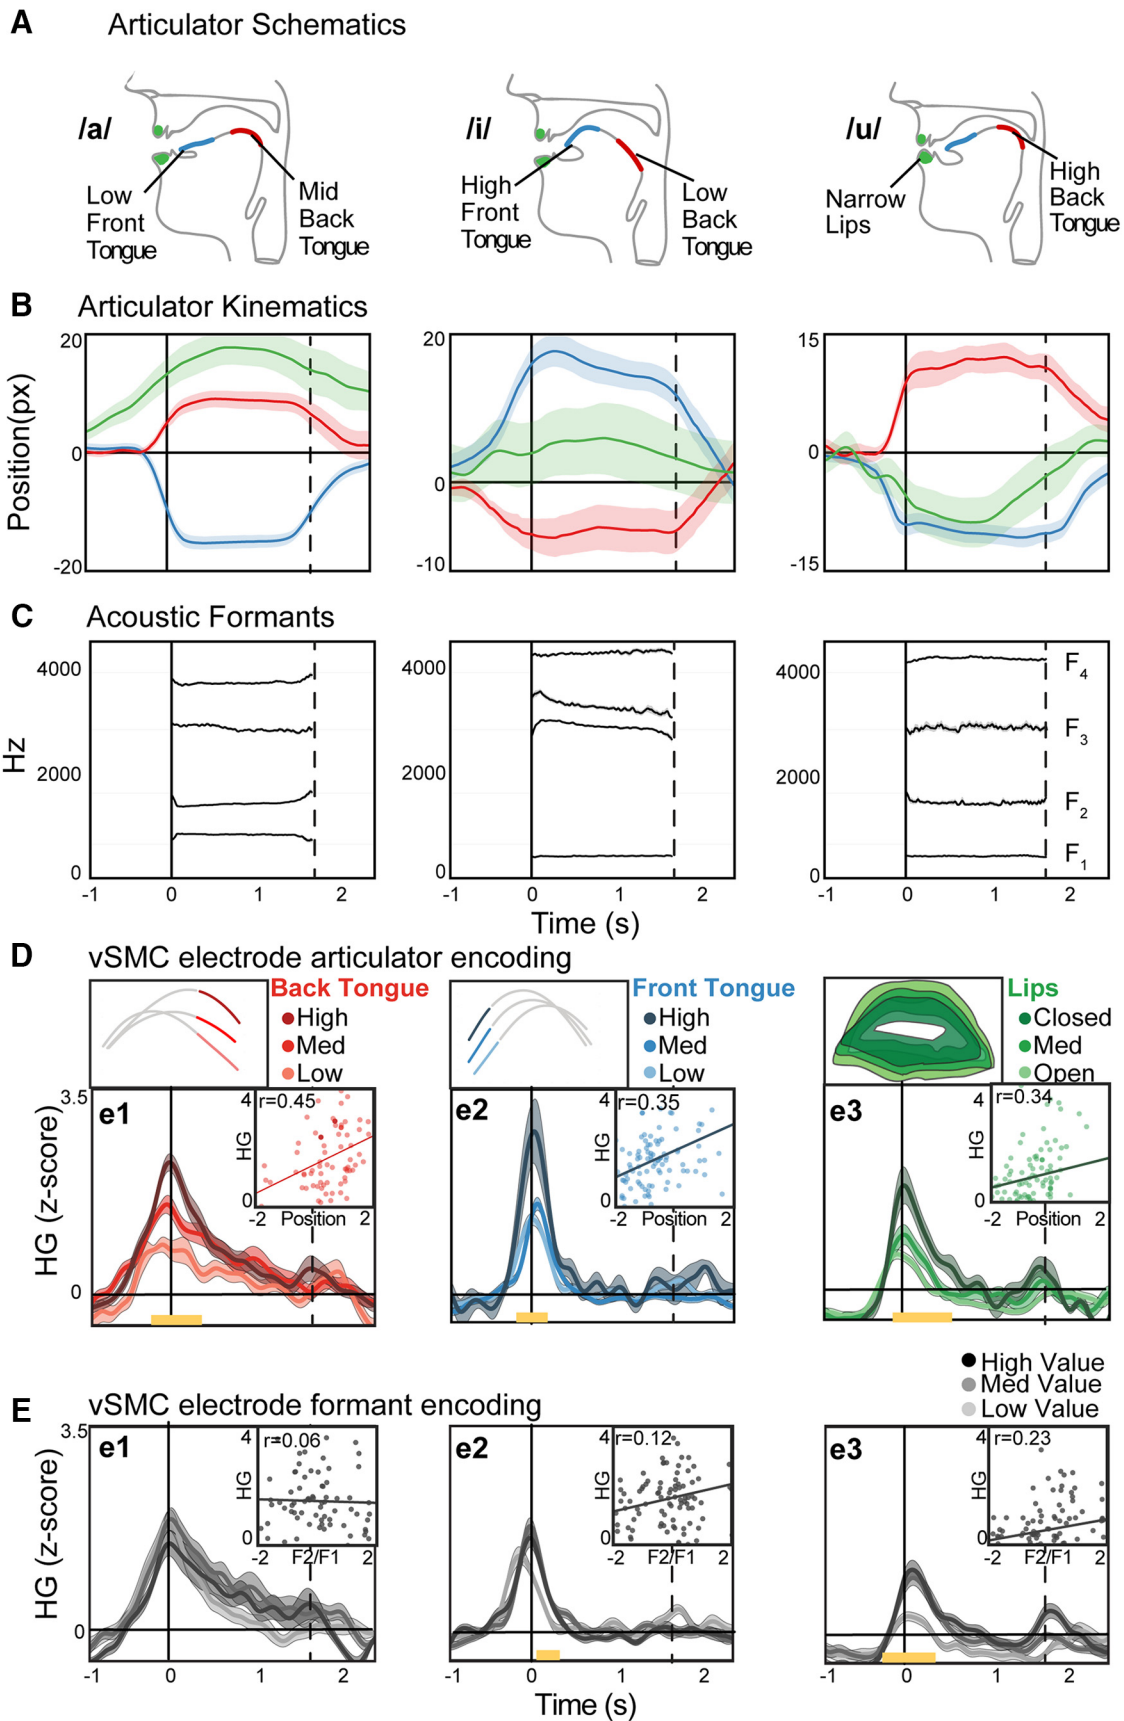 A Articulator Schematics
/a/ /i/ /u/
Low
Front
Tongue
Mid
Back
Tongue
High
Front
Tongue
Low
Back
Tongue
Narrow
Lips
High
Back
Tongue
B Articulator Kinematics
Position(px)
20
0
-20
20
0
-10
15
0
-15
C Acoustic Formants
Hz
4000
2000
0
4000
2000
0
4000
2000
0
F4
F3
F2
F1
-1 0 1 2
-1 0 1 2
-1 0 1 2
Time (s)
D vSMC electrode articulator encoding
Back Tongue
High
Med
Low
Front Tongue
High
Med
Low
Lips
Closed
Med
Open
HG (z-score)
3.5
0
e1
4
r=0.45
HG
0
-2 Position 2
e2
4
r=0.35
HG
0
-2 Position 2
e3
4
r=0.34
HG
0
-2 Position 2
High Value
Med Value
Low Value
E vSMC electrode formant encoding
HG (z-score)
3.5
0
e1
4
r=0.06
HG
0
-2 F2/F1 2
e2
4
r=0.12
HG
0
-2 F2/F1 2
e3
4
r=0.23
HG
0
-2 F2/F1 2
-1 0 1 2
-1 0 1 2
-1 0 1 2
Time (s)